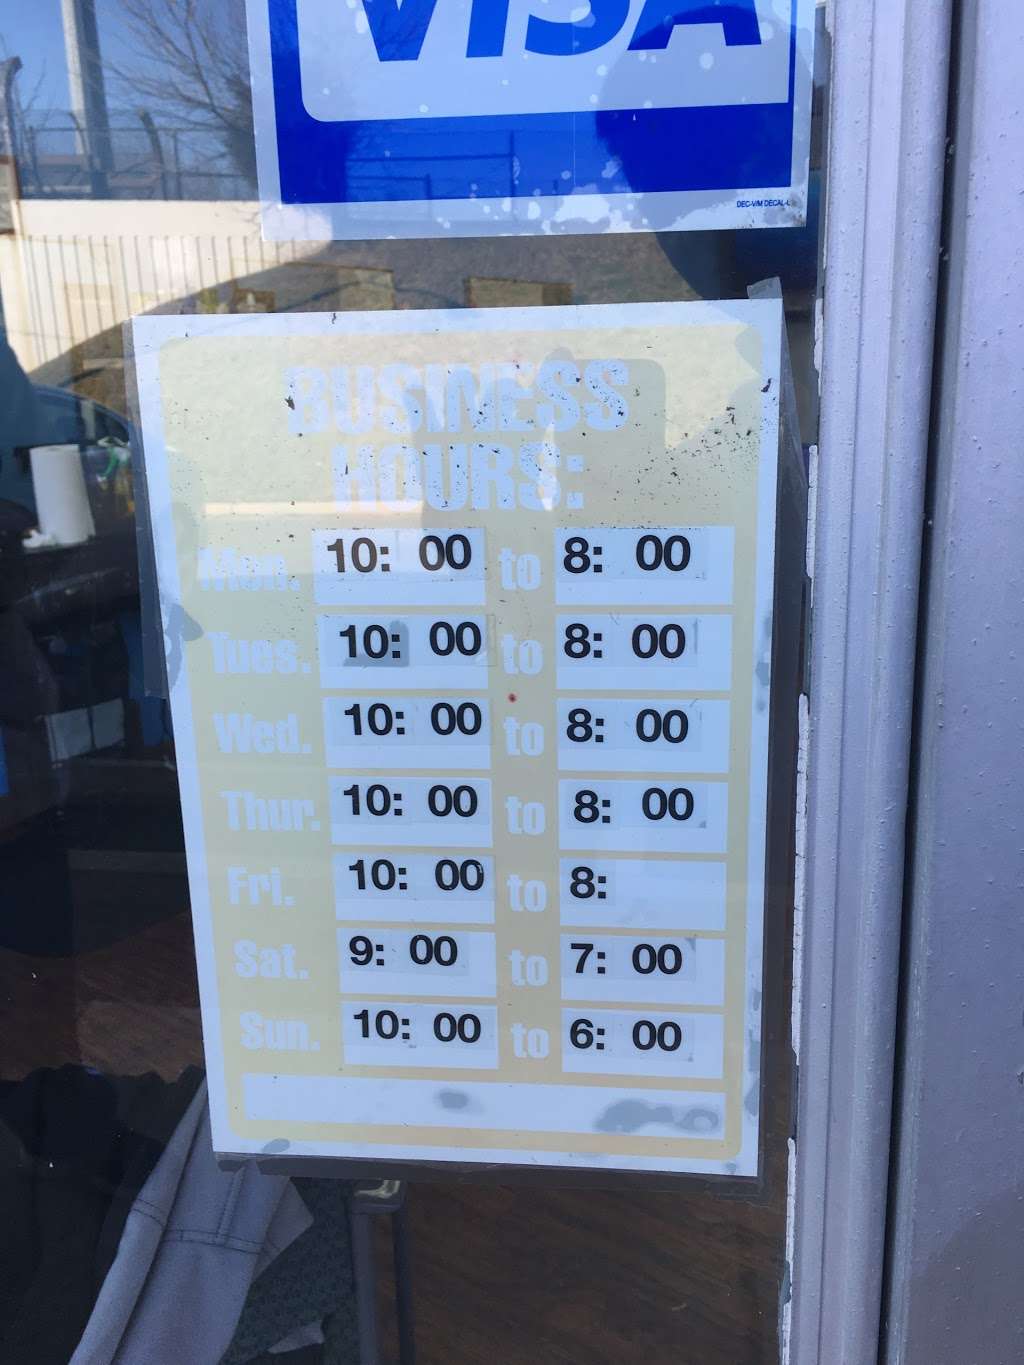 VISA
DEC-V/M DECAL-L
BUSINESS
HOURS:
Mon. 10: 00 to 8: 00
Tues. 10: 00 to 8: 00
Wed. 10: 00 to 8: 00
Thur. 10: 00 to 8: 00
Fri. 10: 00 to 8:
Sat. 9: 00 to 7: 00
Sun. 10: 00 to 6: 00